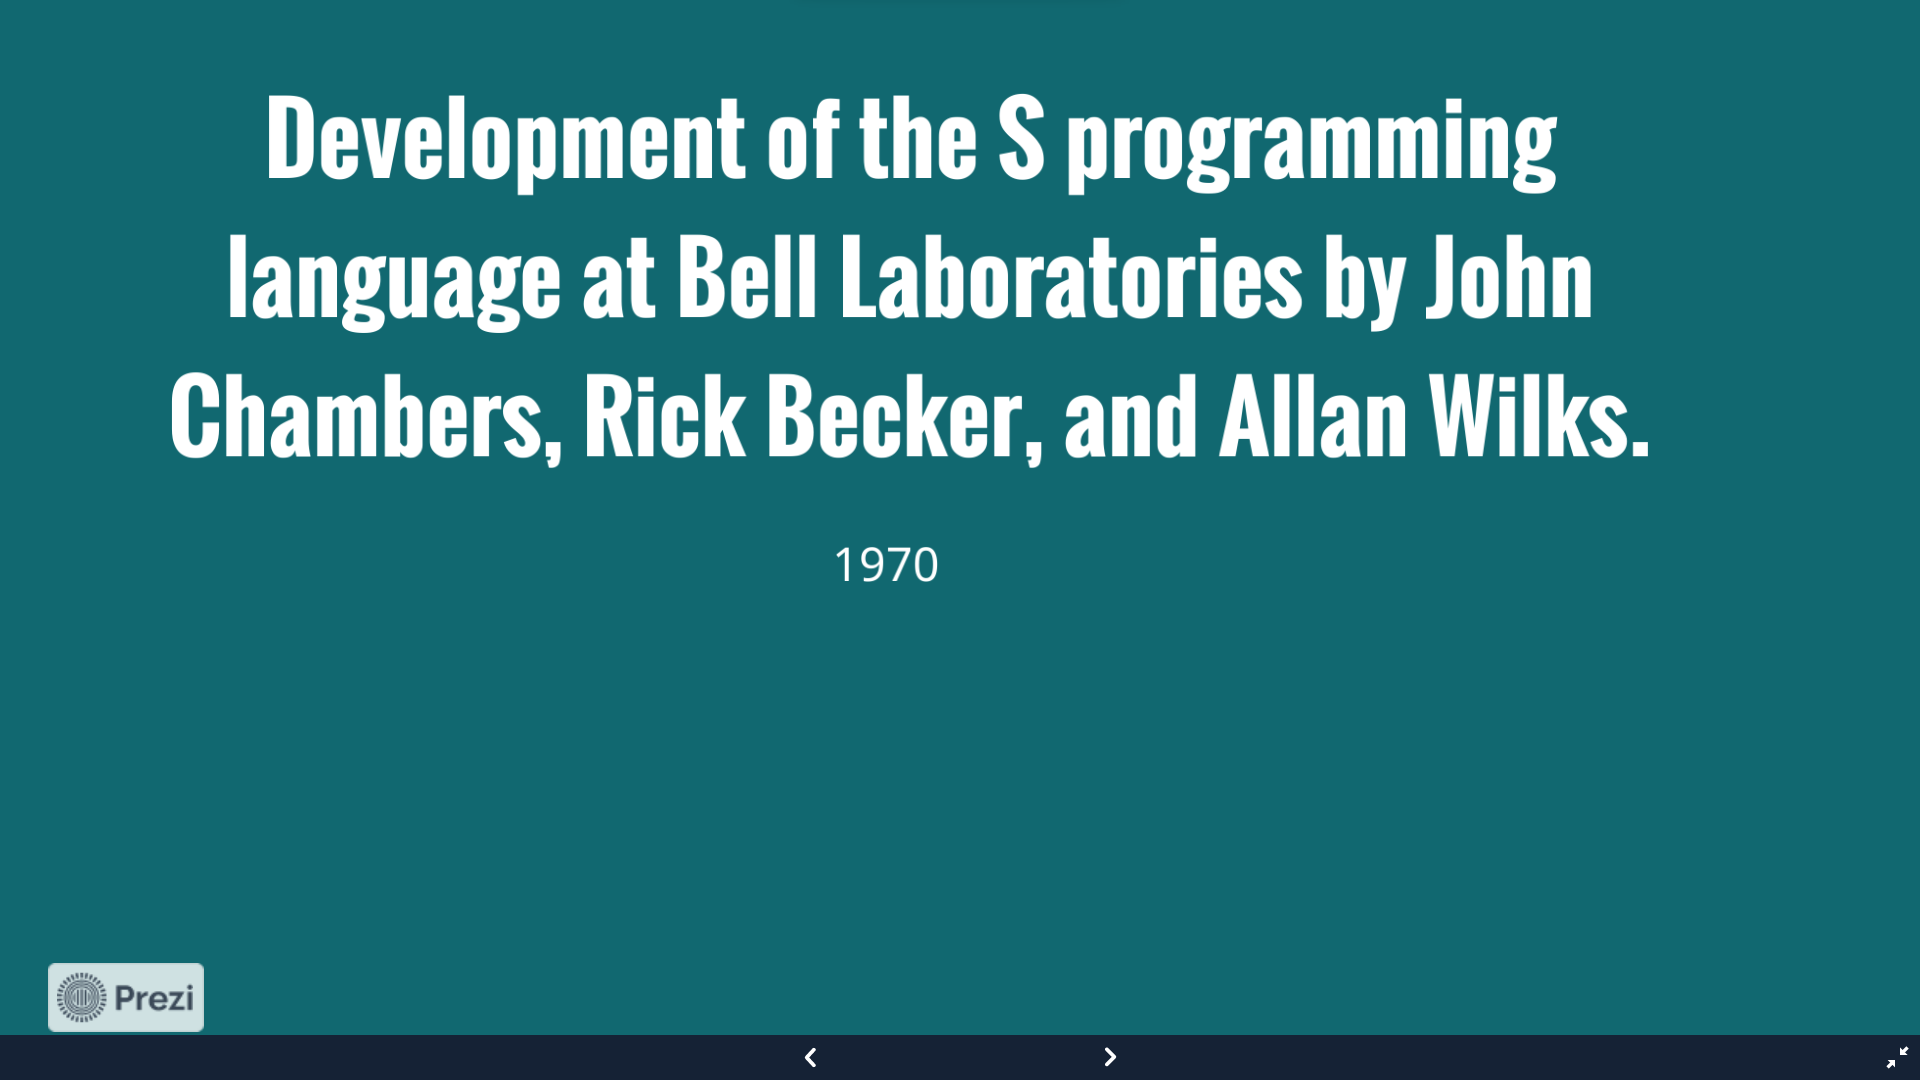 Development of the S programming
language at Bell Laboratories by John
Chambers, Rick Becker, and Allan Wilks.
1970
Prezi